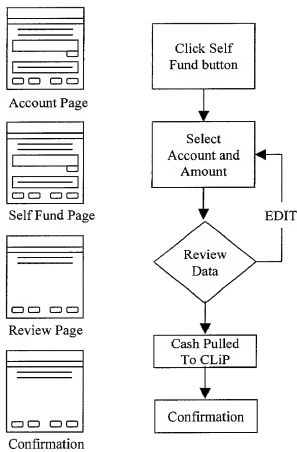 Account Page
Self Fund Page
Review Page
Confirmation
Click Self
Fund button
Select
Account and
Amount
EDIT
Review
Data
Cash Pulled
To CLiP
Confirmation